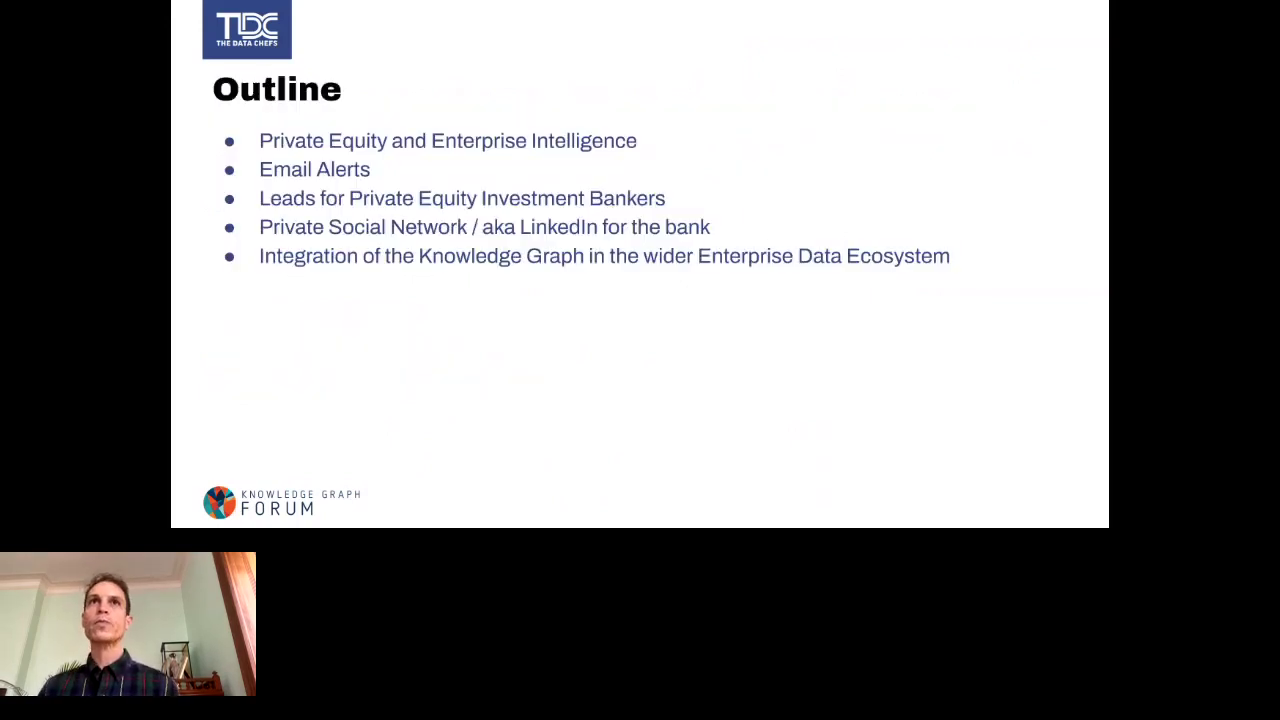 TDC
THE DATA CHEFS
Outline
● Private Equity and Enterprise Intelligence
● Email Alerts
● Leads for Private Equity Investment Bankers
● Private Social Network / aka LinkedIn for the bank
● Integration of the Knowledge Graph in the wider Enterprise Data Ecosystem
KNOWLEDGE GRAPH
FORUM